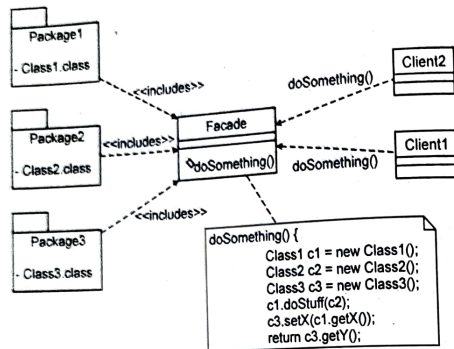 Package1
- Class1.class
<<includes>>
Package2
- Class2.class
<<includes>>
Package3
- Class3.class
<<includes>>
Facade
doSomething()
doSomething()
Client2
doSomething()
Client1
doSomething() {
Class1 c1 = new Class1();
Class2 c2 = new Class2();
Class3 c3 = new Class3();
c1.doStuff(c2);
c3.setX(c1.getX());
return c3.getY();